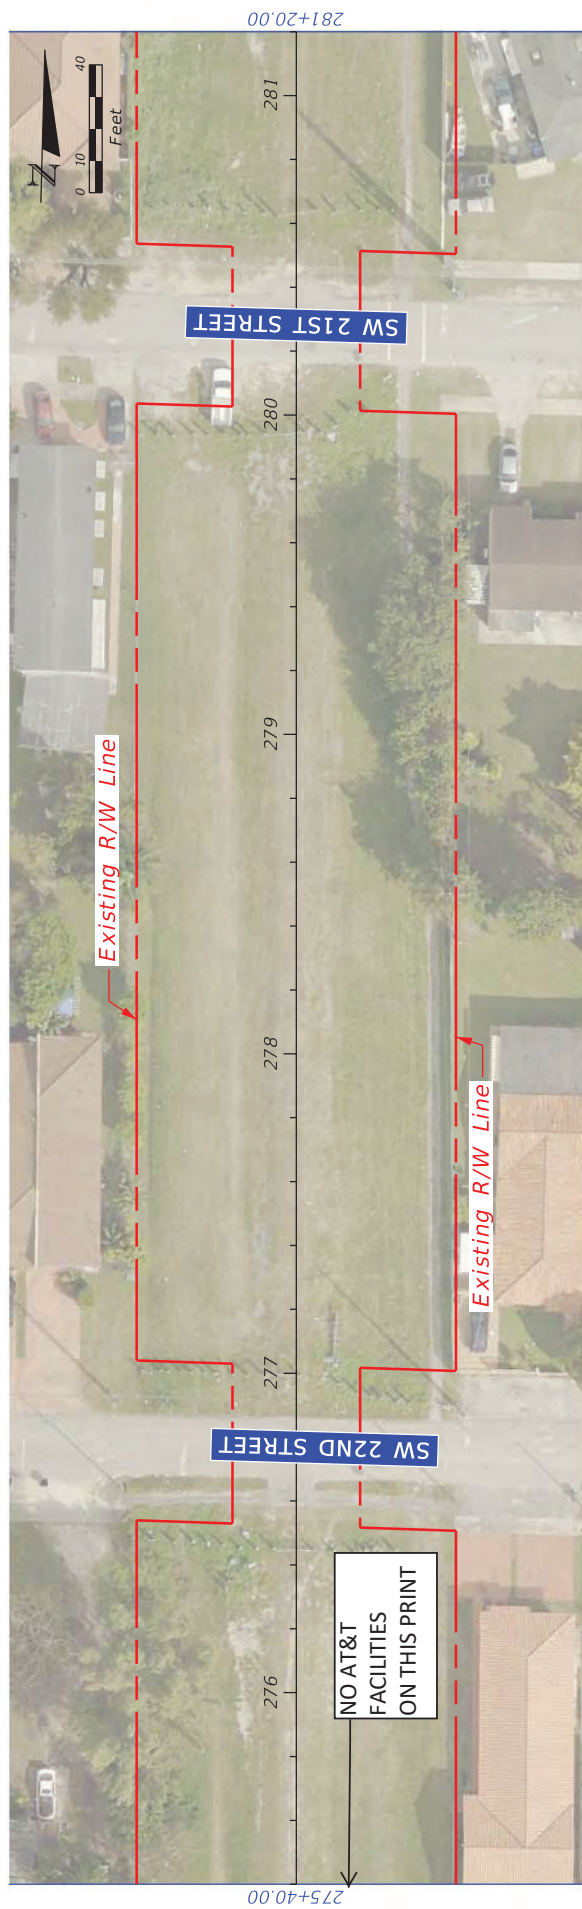 281+20.00
N
0 10 40
Feet
281
SW 21ST STREET
280
279
Existing R/W Line
278
Existing R/W Line
277
SW 22ND STREET
NO AT&T
FACILITIES
ON THIS PRINT
276
275+40.00